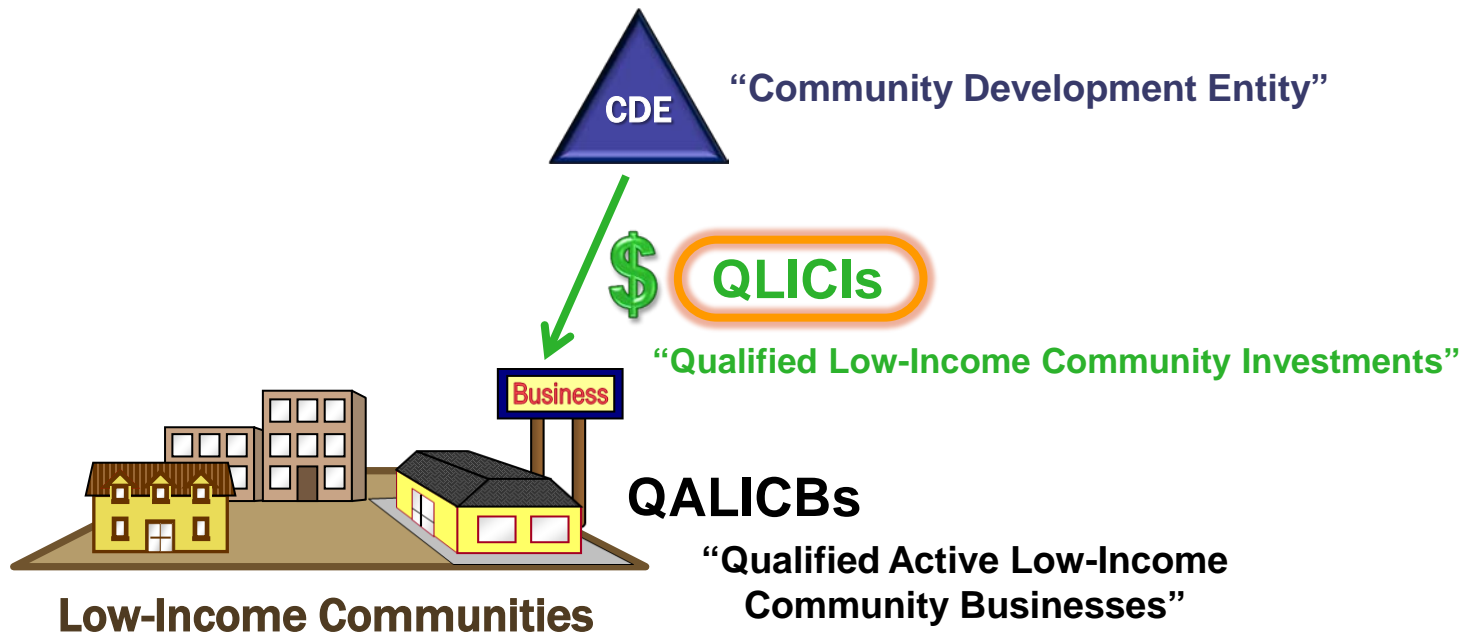 CDE
“Community Development Entity”
$
QLICIs
“Qualified Low-Income Community Investments”
Business
QALICBs
“Qualified Active Low-Income
Community Businesses”
Low-Income Communities